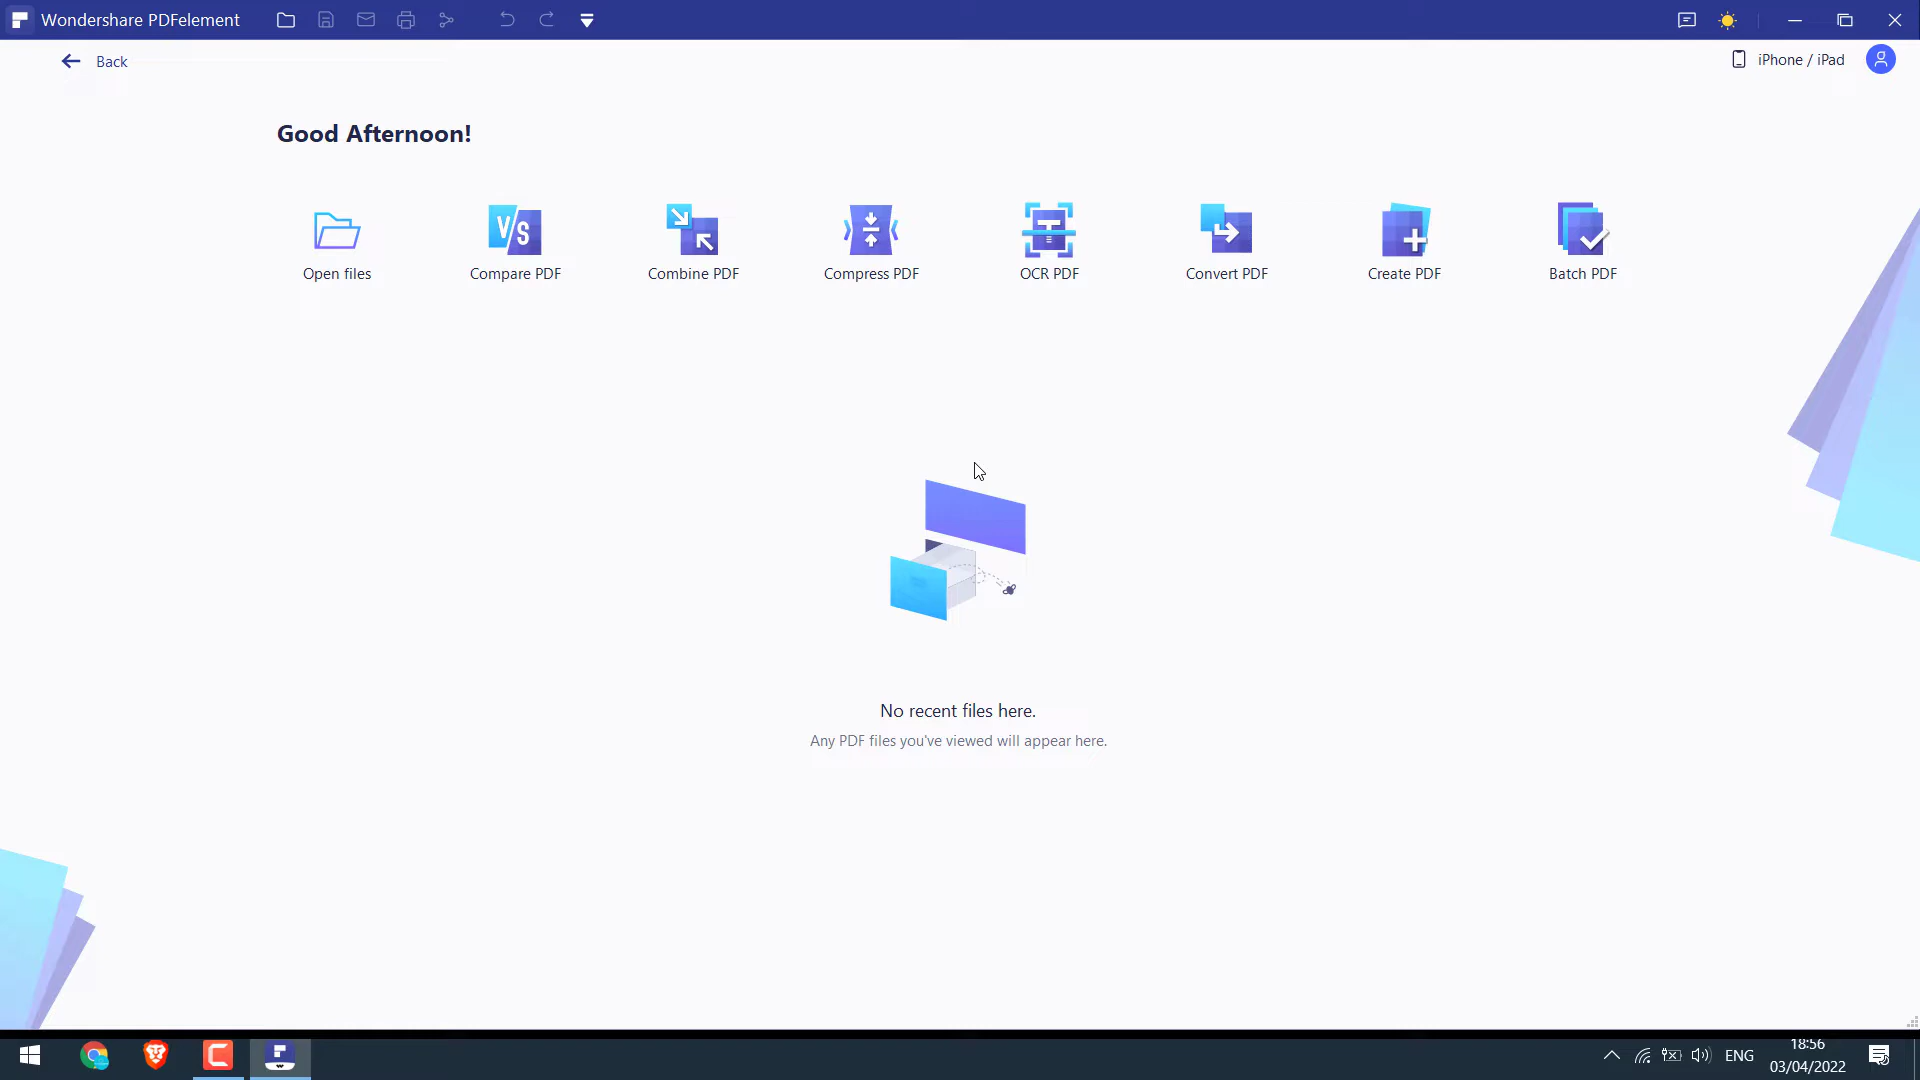 Wondershare PDFelement
Back
iPhone / iPad
Good Afternoon!
Open files
VS
Compare PDF
Combine PDF
Compress PDF
T
OCR PDF
Convert PDF
Create PDF
Batch PDF
No recent files here.
Any PDF files you've viewed will appear here.
ENG
18:56
03/04/2022